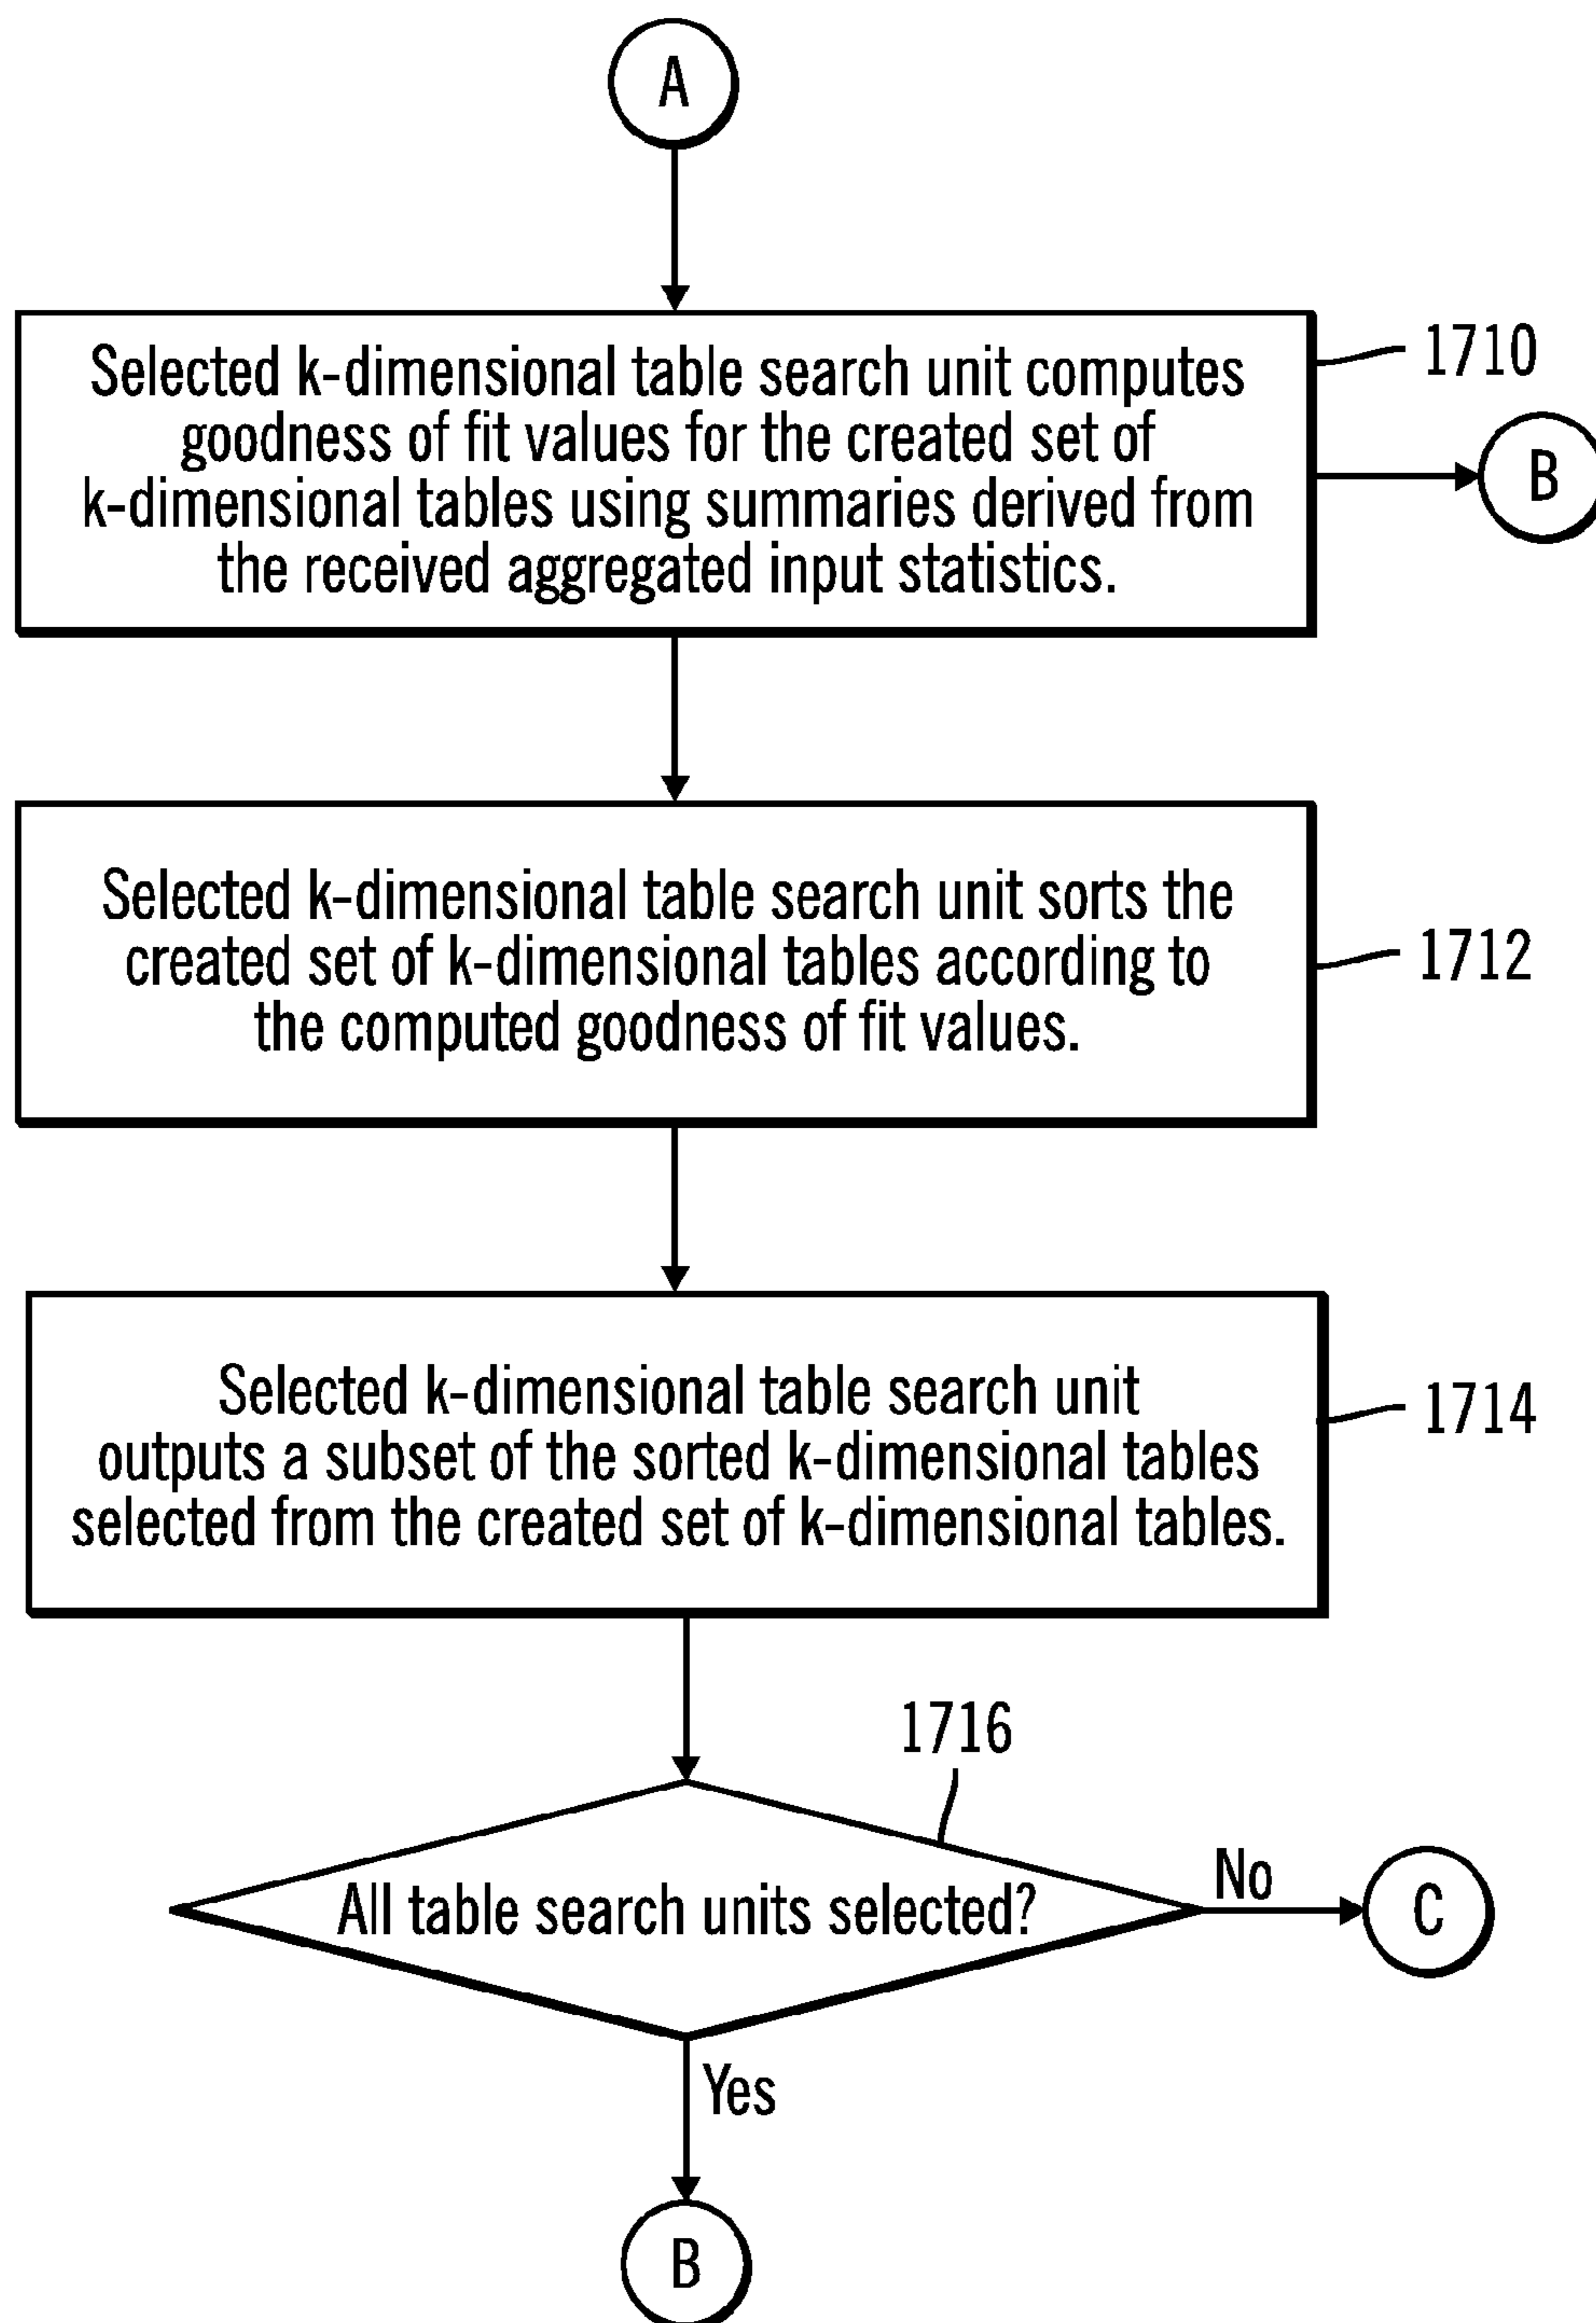 A
Selected k-dimensional table search unit computes
goodness of fit values for the created set of
k-dimensional tables using summaries derived from
the received aggregated input statistics.
1710
B
Selected k-dimensional table search unit sorts the
created set of k-dimensional tables according to
the computed goodness of fit values.
1712
Selected k-dimensional table search unit
outputs a subset of the sorted k-dimensional tables
selected from the created set of k-dimensional tables.
1714
1716
All table search units selected?
No
C
Yes
B